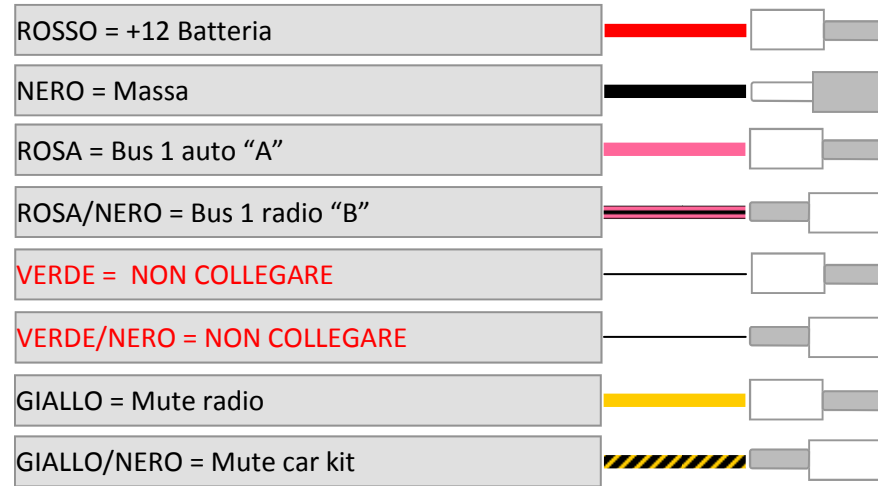 ROSSO = +12 Batteria
NERO = Massa
ROSA = Bus 1 auto “A”
ROSA/NERO = Bus 1 radio “B”
VERDE =  NON COLLEGARE
VERDE/NERO = NON COLLEGARE
GIALLO = Mute radio
GIALLO/NERO = Mute car kit